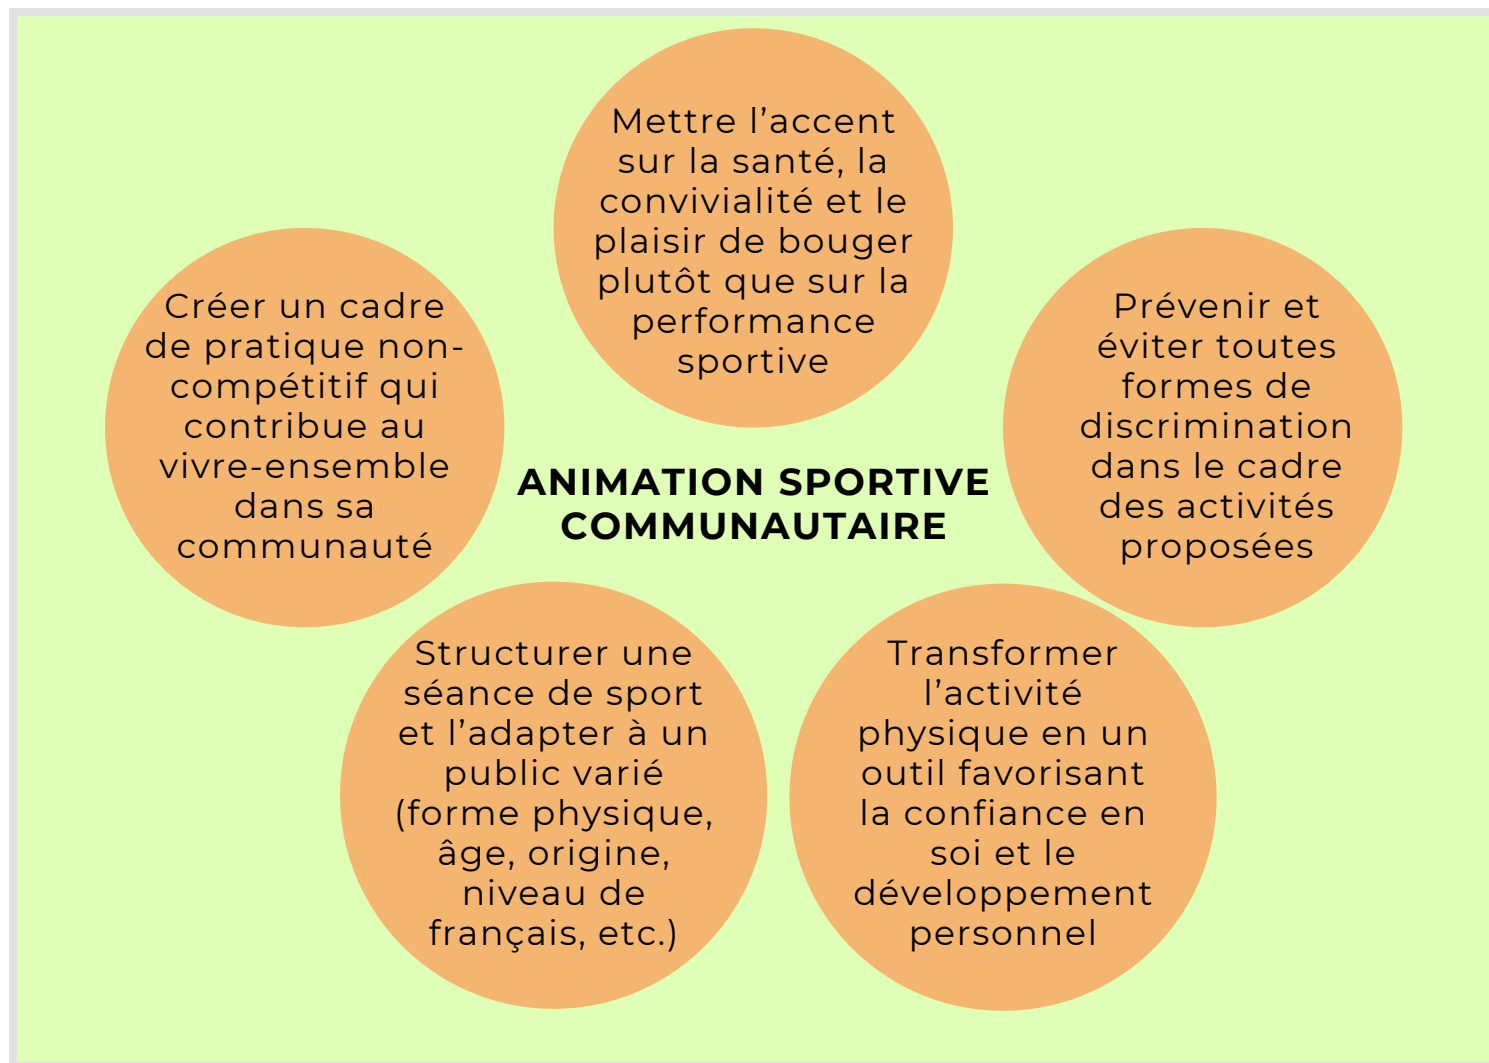 Mettre l’accent
sur la santé, la
convivialité et le
plaisir de bouger
plutôt que sur la
performance
sportive
Créer un cadre
de pratique non-
compétitif qui
contribue au
vivre-ensemble
dans sa
communauté
Prévenir et
éviter toutes
formes de
discrimination
dans le cadre
des activités
proposées
ANIMATION SPORTIVE
COMMUNAUTAIRE
Structurer une
séance de sport
et l’adapter à un
public varié
(forme physique,
âge, origine,
niveau de
français, etc.)
Transformer
l’activité
physique en un
outil favorisant
la confiance en
soi et le
développement
personnel